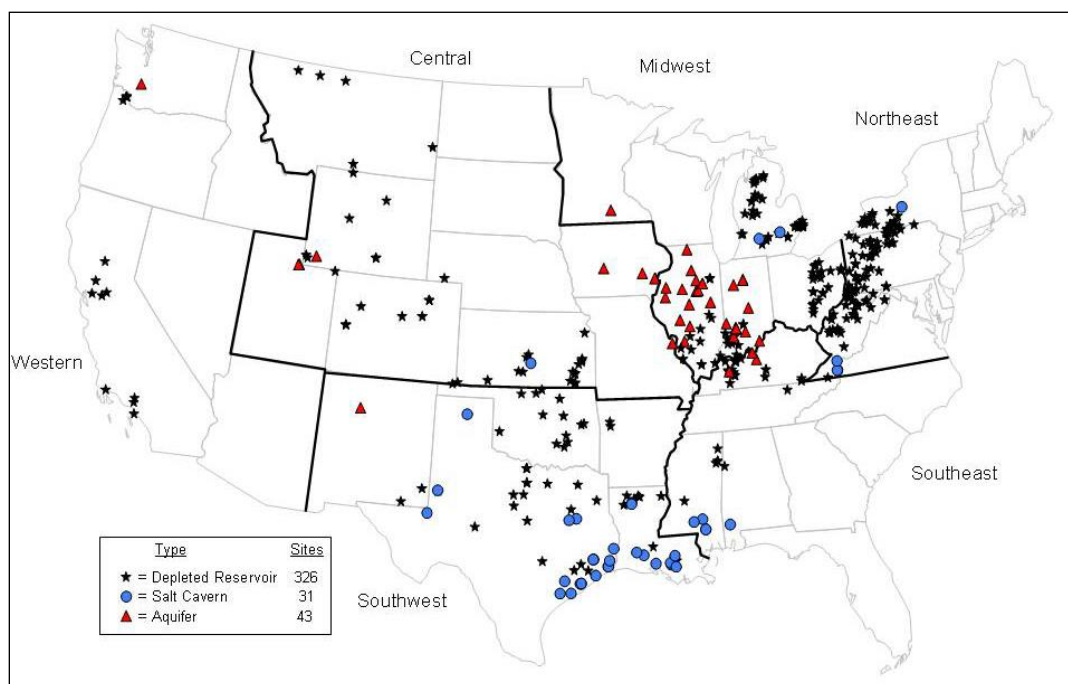 Central
Midwest
Northeast
Western
Southeast
Southwest
Type Sites
= Depleted Reservoir 326
= Salt Cavern 31
= Aquifer 43